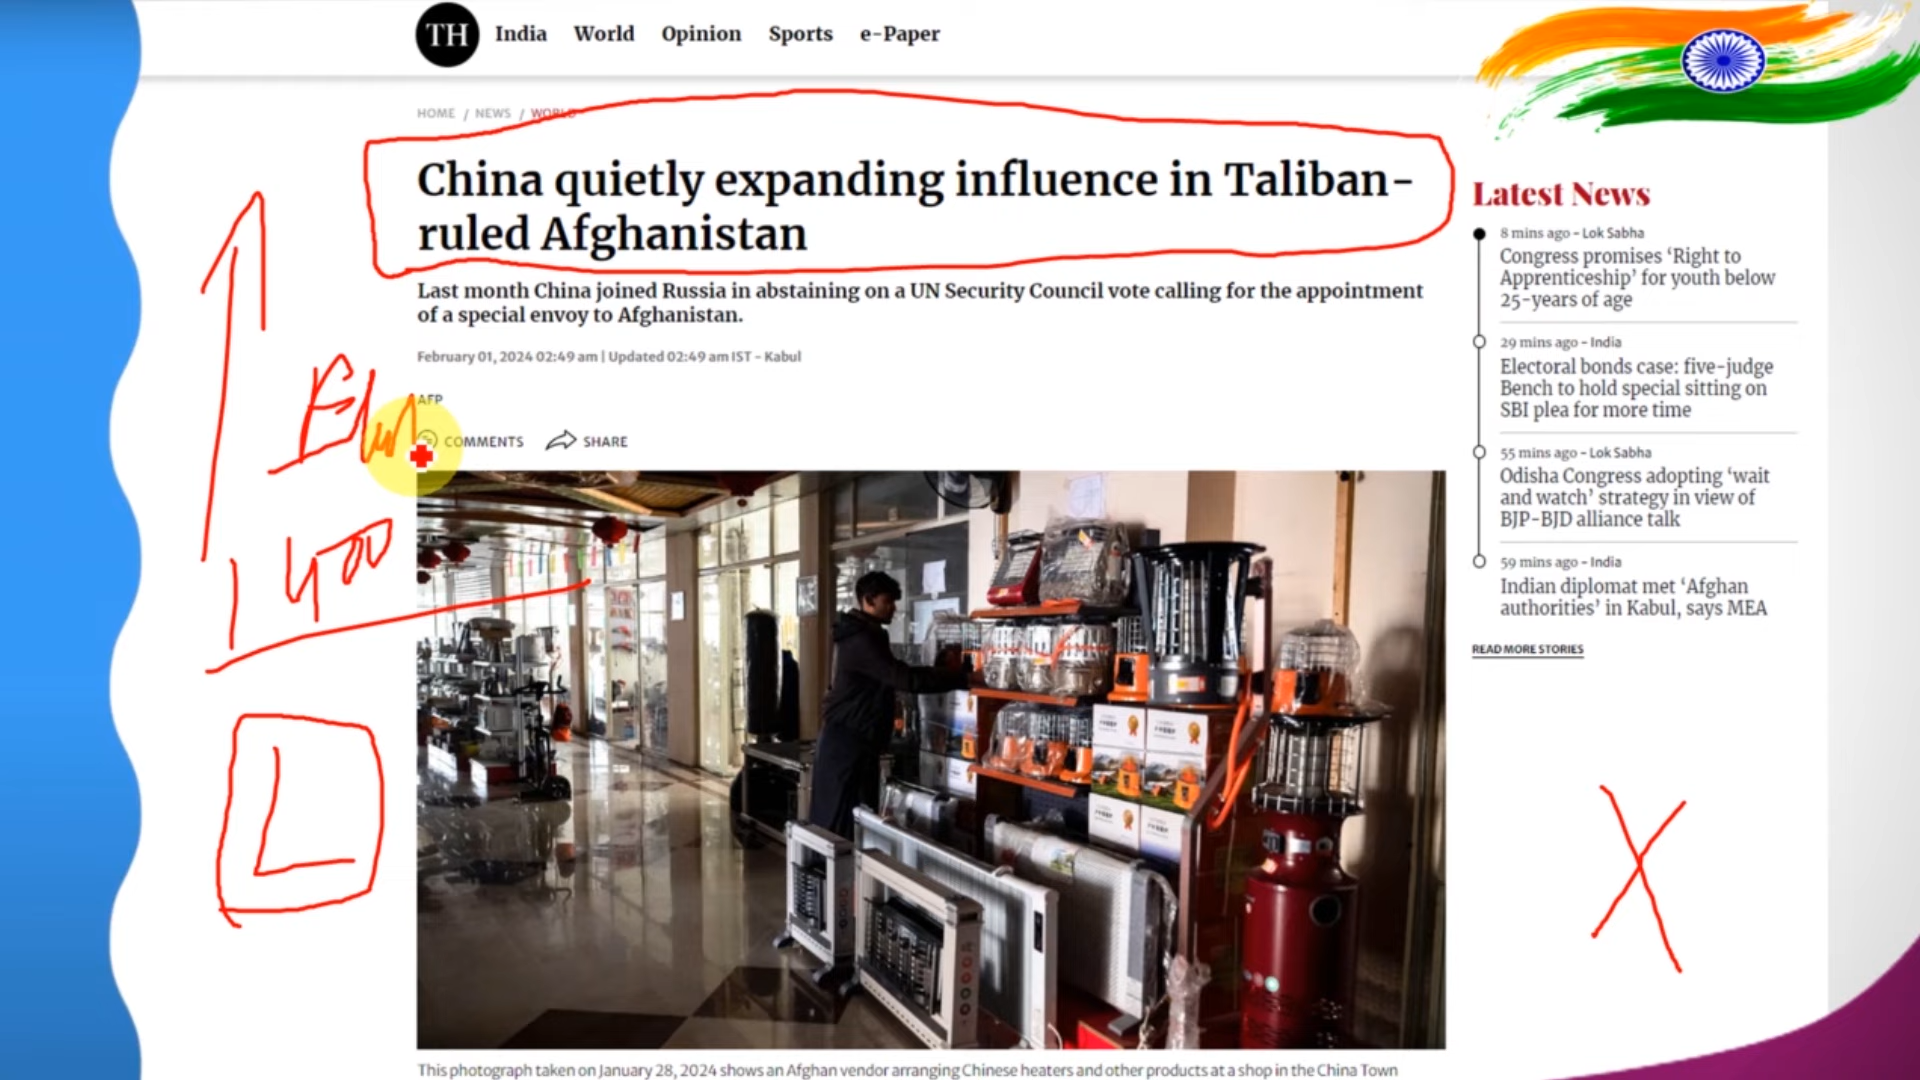 TH India World Opinion Sports e-Paper
HOME / NEWS / WORLD
China quietly expanding influence in Taliban-
ruled Afghanistan
Last month China joined Russia in abstaining on a UN Security Council vote calling for the appointment
of a special envoy to Afghanistan.
February 01, 2024 02:49 am | Updated 02:49 am IST - Kabul
AFP
COMMENTS SHARE
400
L
X
This photograph taken on January 28, 2024 shows an Afghan vendor arranging Chinese heaters and other products at a shop in the China Town
Latest News
8 mins ago - Lok Sabha
Congress promises ‘Right to
Apprenticeship’ for youth below
25-years of age
29 mins ago - India
Electoral bonds case: five-judge
Bench to hold special sitting on
SBI plea for more time
55 mins ago - Lok Sabha
Odisha Congress adopting ‘wait
and watch’ strategy in view of
BJP-BJD alliance talk
59 mins ago - India
Indian diplomat met ‘Afghan
authorities’ in Kabul, says MEA
READ MORE STORIES